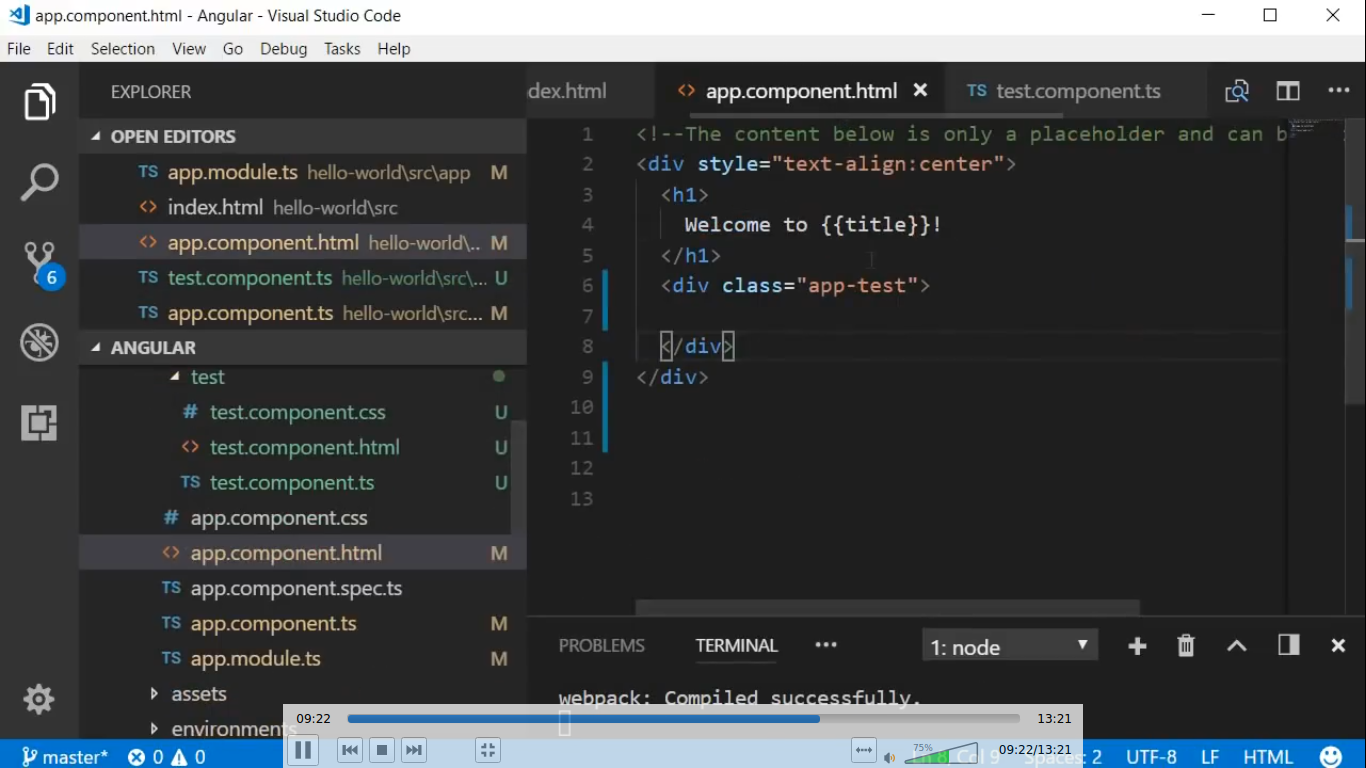 app.component.html - Angular - Visual Studio Code
File Edit Selection View Go Debug Tasks Help
EXPLORER
OPEN EDITORS
TS app.module.ts hello-world\src\app M
<> index.html hello-world\src
<> app.component.html hello-world\... M
TS test.component.ts hello-world\src\... U
TS app.component.ts hello-world\src... M
ANGULAR
test
# test.component.css U
<> test.component.html U
TS test.component.ts U
# app.component.css
<> app.component.html M
TS app.component.spec.ts
TS app.component.ts M
TS app.module.ts M
assets
environments
6
dex.html <> app.component.html TS test.component.ts
1 <!--The content below is only a placeholder and can b
2 <div style="text-align:center">
3 <h1>
4 Welcome to {{title}}!
5 </h1>
6 <div class="app-test">
7
8 </div>
9 </div>
10
11
12
13
PROBLEMS TERMINAL ••• 1: node
webpack: Compiled successfully.
09:22 13:21
75% 09:22/13:21
master* 0 0 Ln 8, Col 9 Spaces: 2 UTF-8 LF HTML